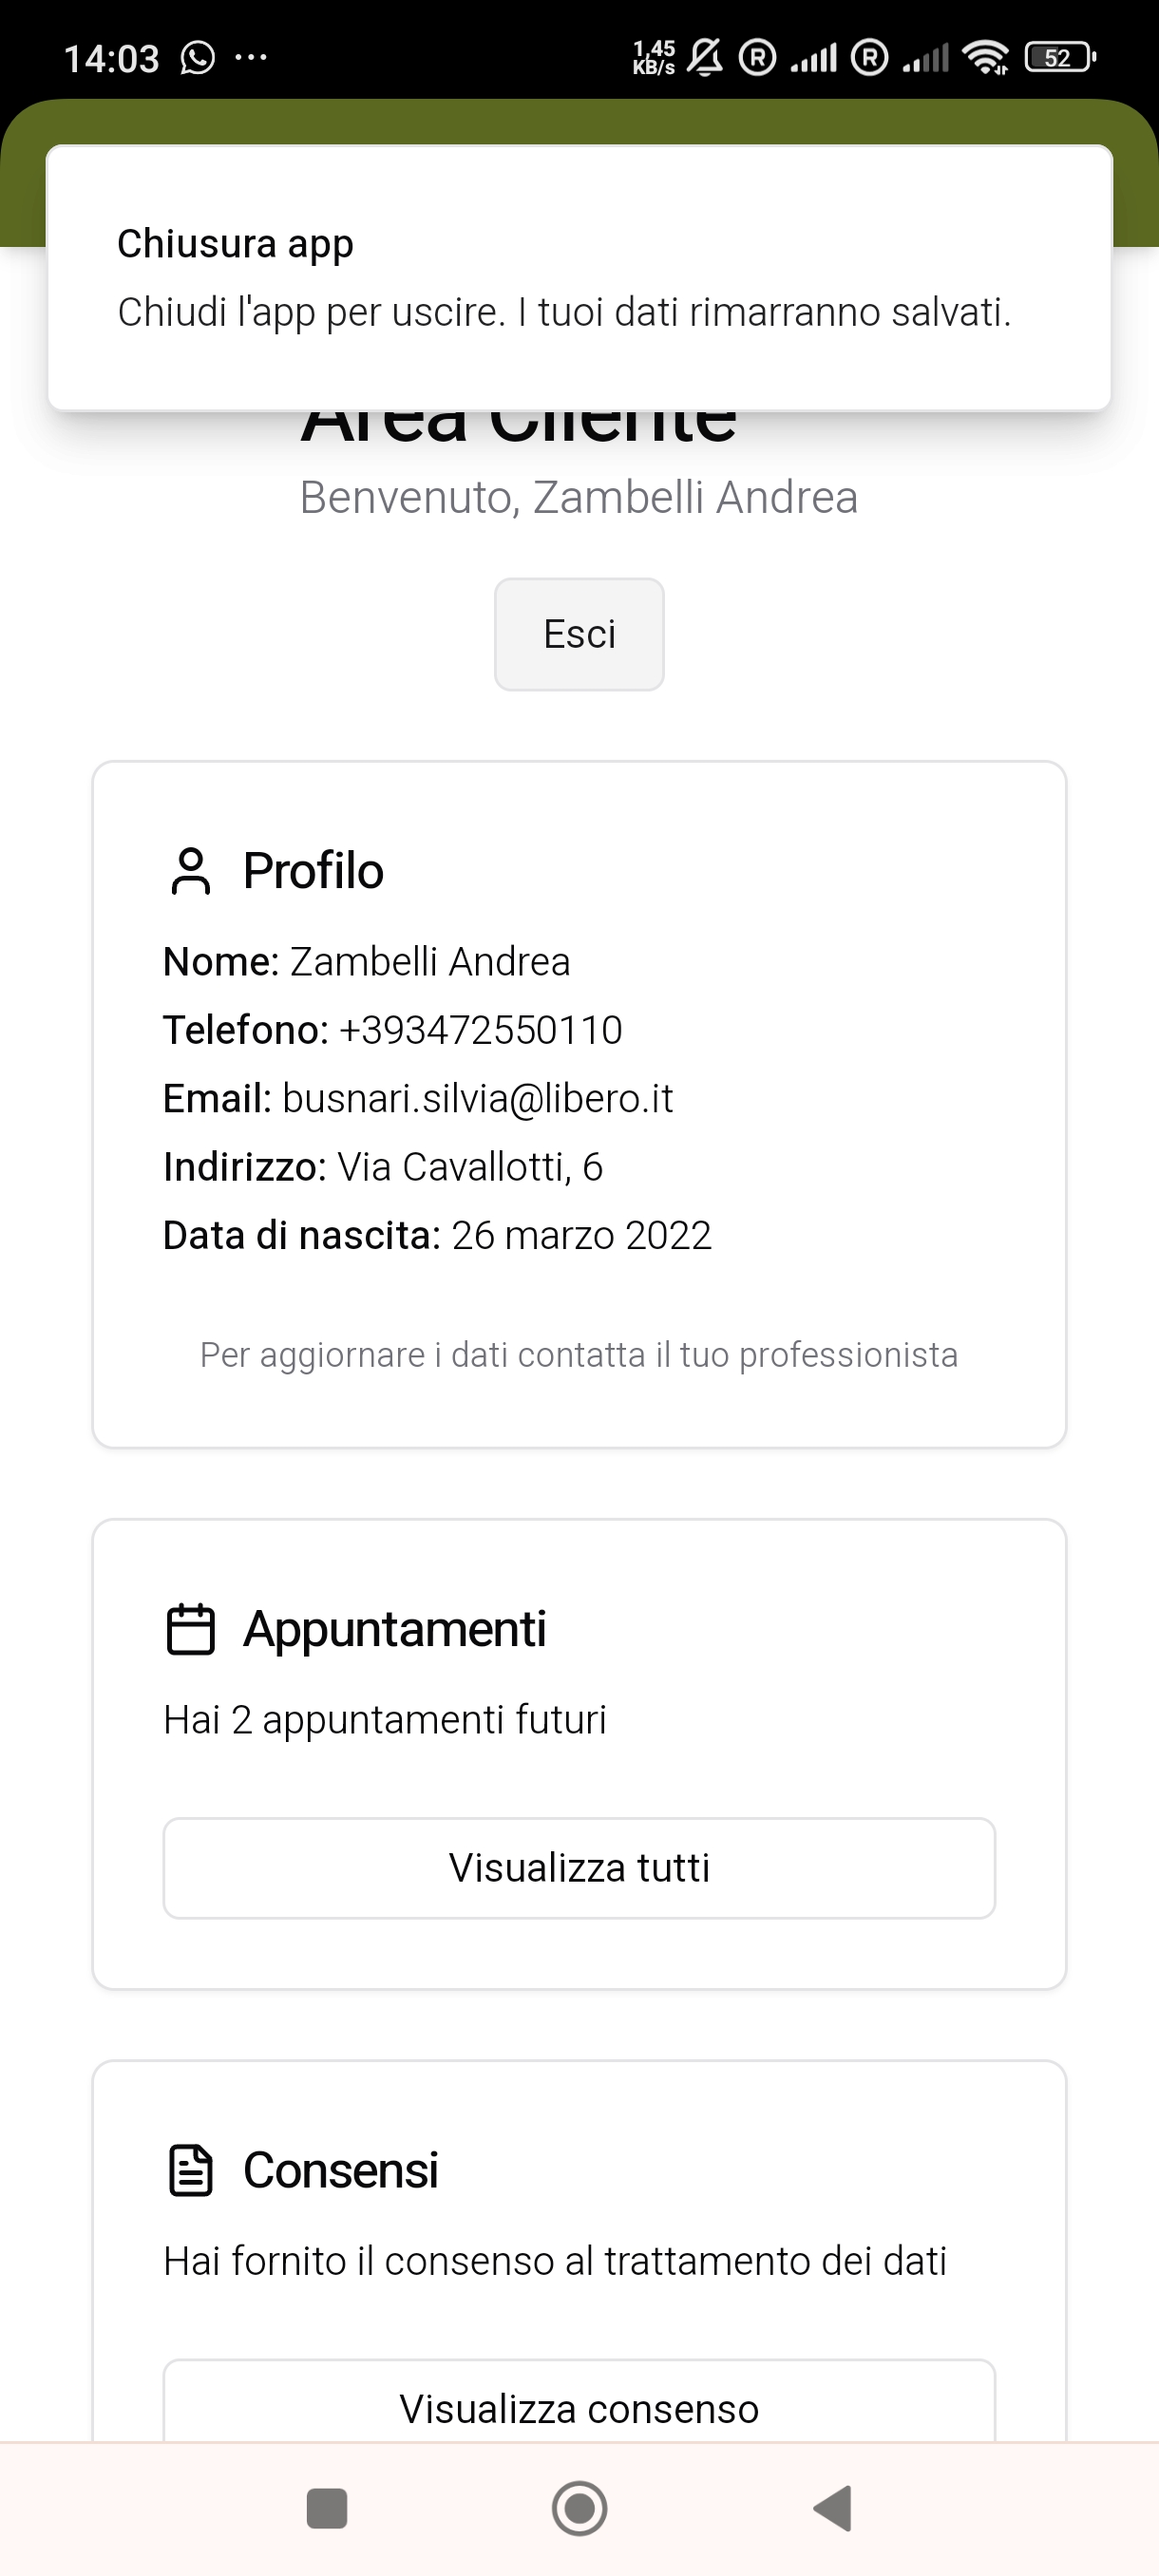 14:03
1,45
KB/s
R
R
52
Chiusura app
Chiudi l'app per uscire. I tuoi dati rimarranno salvati.
Area Cliente
Benvenuto, Zambelli Andrea
Esci
Profilo
Nome: Zambelli Andrea
Telefono: +393472550110
Email: busnari.silvia@libero.it
Indirizzo: Via Cavallotti, 6
Data di nascita: 26 marzo 2022
Per aggiornare i dati contatta il tuo professionista
Appuntamenti
Hai 2 appuntamenti futuri
Visualizza tutti
Consensi
Hai fornito il consenso al trattamento dei dati
Visualizza consenso